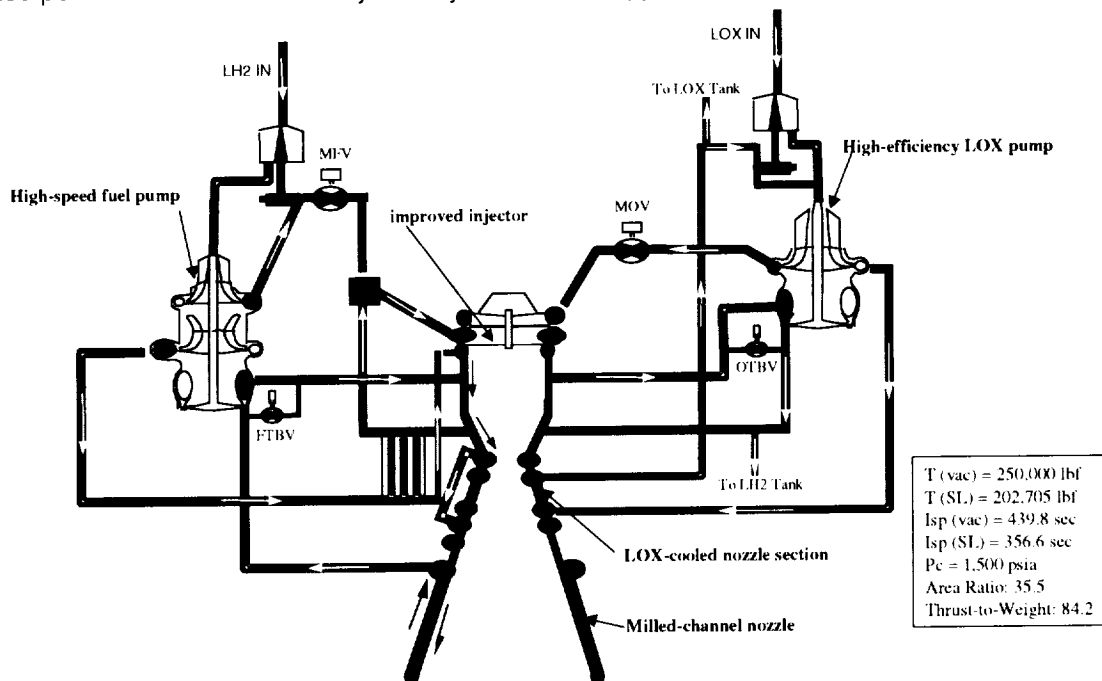 LOX IN
LH2 IN
To LOX Tank
MFV
High-efficiency LOX pump
High-speed fuel pump
improved injector
MOV
OTBV
FTBV
To LH2 Tank
T (vac) = 250,000 lbf
T (SL) = 202,705 lbf
Isp (vac) = 439.8 sec
Isp (SL) = 356.6 sec
Pc = 1,500 psia
Area Ratio: 35.5
Thrust-to-Weight: 84.2
LOX-cooled nozzle section
Milled-channel nozzle